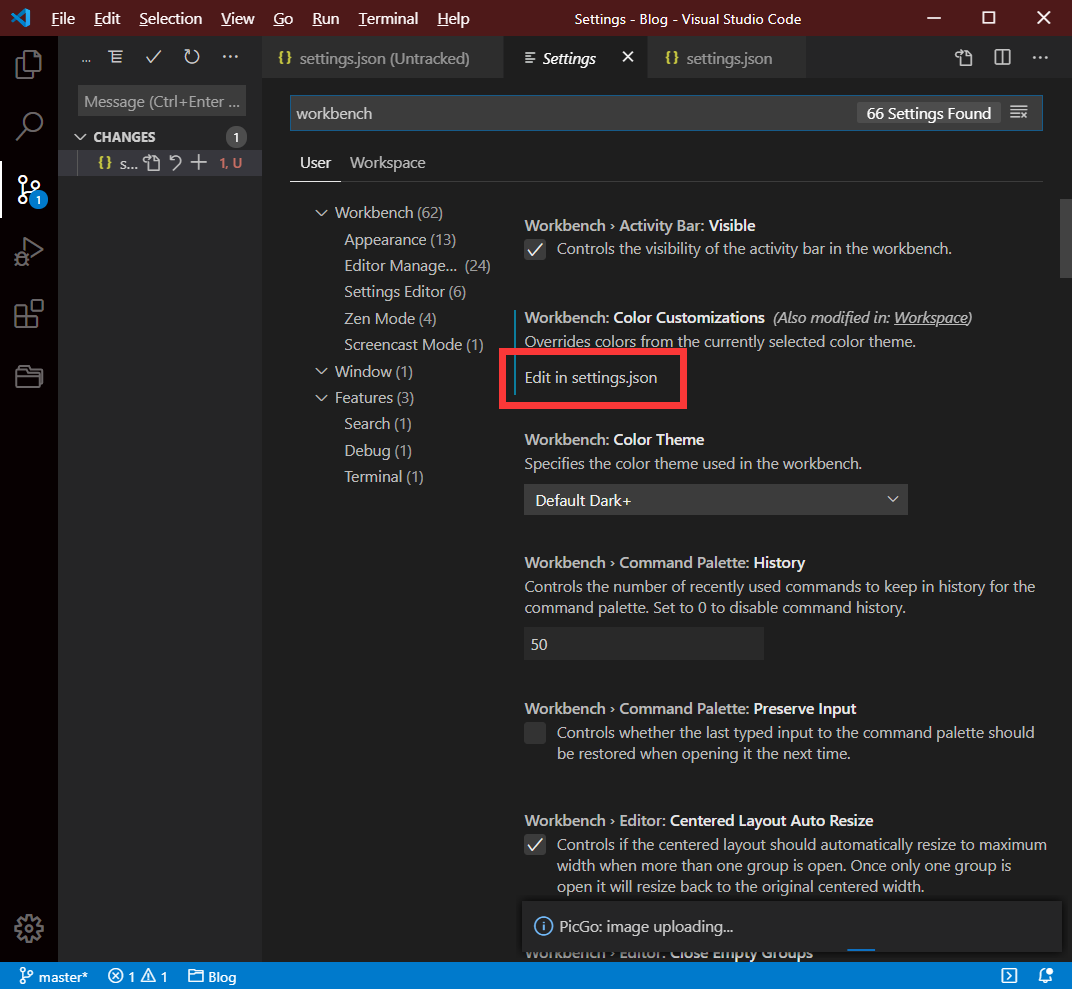 File Edit Selection View Go Run Terminal Help Settings - Blog - Visual Studio Code
... settings.json (Untracked) Settings settings.json
Message (Ctrl+Enter ...
CHANGES 1
s... 1, U
1
workbench 66 Settings Found
User Workspace
Workbench (62)
Appearance (13)
Editor Manage... (24)
Settings Editor (6)
Zen Mode (4)
Screencast Mode (1)
Window (1)
Features (3)
Search (1)
Debug (1)
Terminal (1)
Workbench › Activity Bar: Visible
Controls the visibility of the activity bar in the workbench.
Workbench: Color Customizations (Also modified in: Workspace)
Overrides colors from the currently selected color theme.
Edit in settings.json
Workbench: Color Theme
Specifies the color theme used in the workbench.
Default Dark+
Workbench › Command Palette: History
Controls the number of recently used commands to keep in history for the
command palette. Set to 0 to disable command history.
50
Workbench › Command Palette: Preserve Input
Controls whether the last typed input to the command palette should
be restored when opening it the next time.
Workbench › Editor: Centered Layout Auto Resize
Controls if the centered layout should automatically resize to maximum
width when more than one group is open. Once only one group is
open it will resize back to the original centered width.
PicGo: image uploading...
Workbench › Editor: Close Empty Groups
master* 1 1 Blog